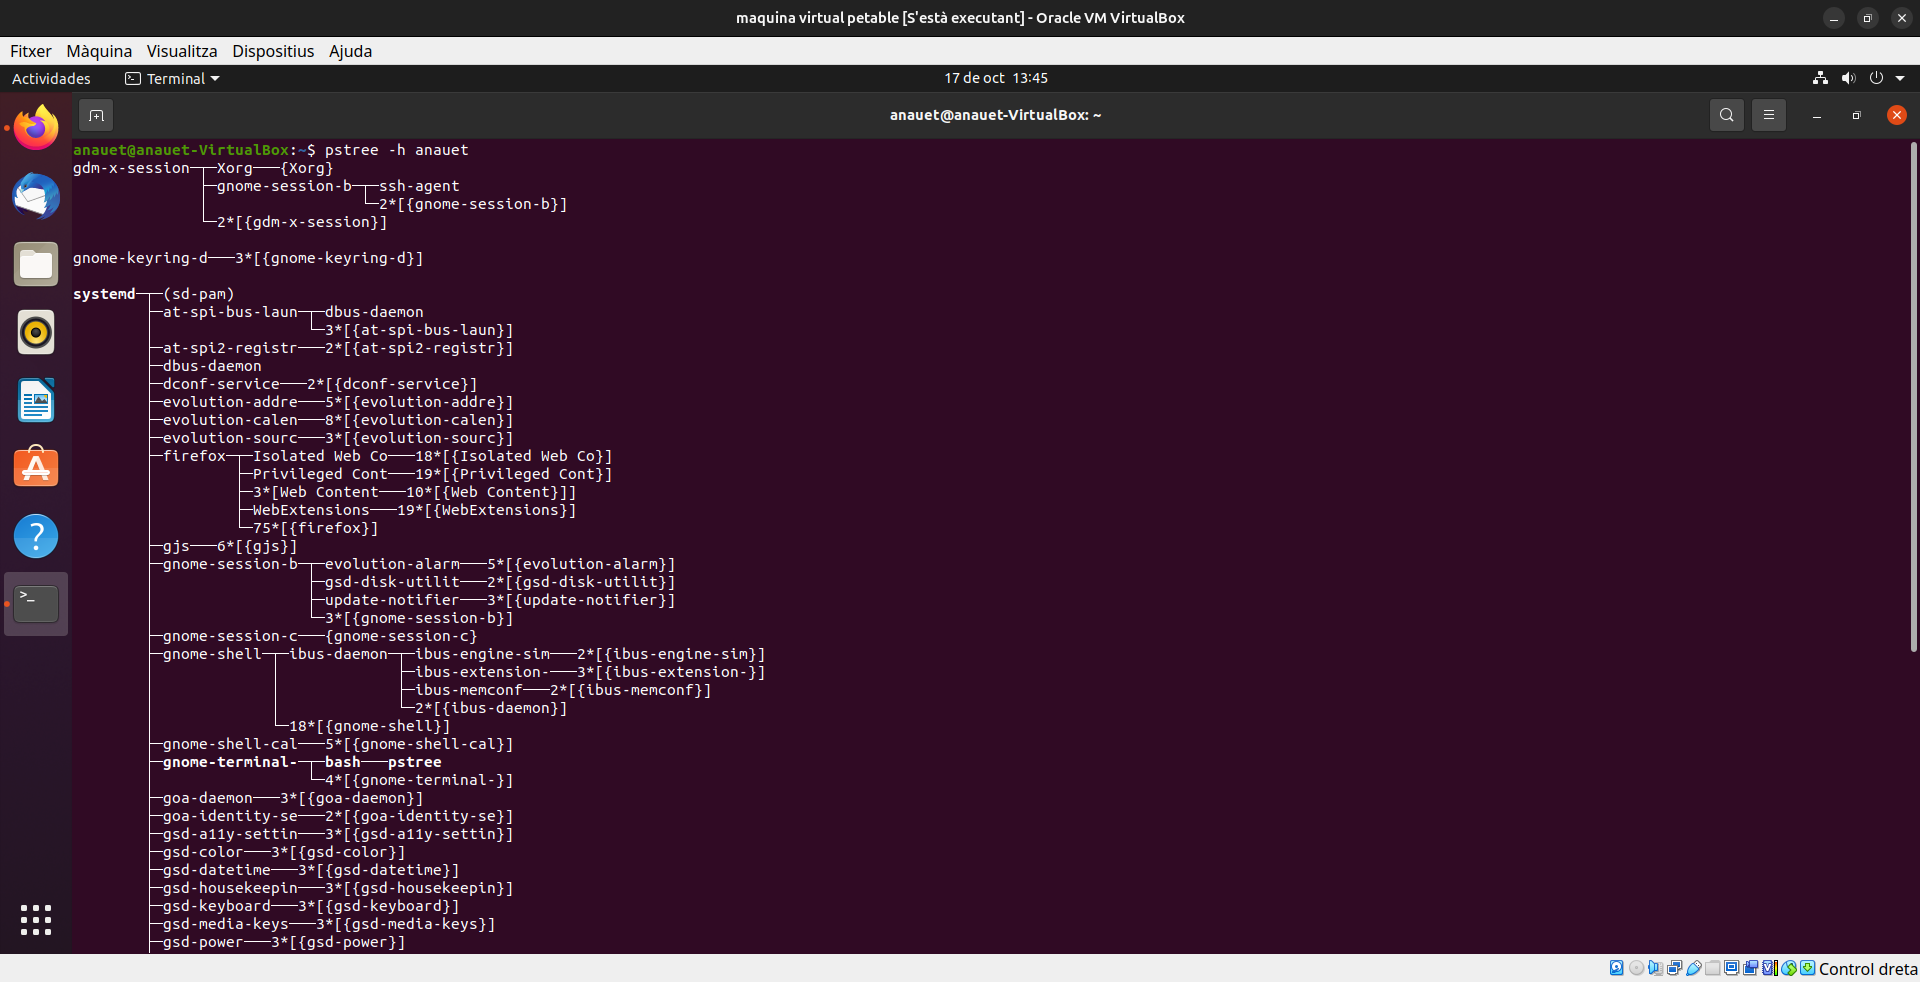 maquina virtual petable [S'està executant] - Oracle VM VirtualBox
Fitxer Màquina Visualitza Dispositius Ajuda
Actividades Terminal 17 de oct 13:45
anauet@anauet-VirtualBox: ~
anauet@anauet-VirtualBox:~$ pstree -h anauet
gdm-x-session─┬─Xorg───{Xorg}
              ├─gnome-session-b─┬─ssh-agent
              │                 └─2*[{gnome-session-b}]
              └─2*[{gdm-x-session}]
gnome-keyring-d───3*[{gnome-keyring-d}]
systemd─┬─(sd-pam)
        ├─at-spi-bus-laun─┬─dbus-daemon
        │                 └─3*[{at-spi-bus-laun}]
        ├─at-spi2-registr───2*[{at-spi2-registr}]
        ├─dbus-daemon
        ├─dconf-service───2*[{dconf-service}]
        ├─evolution-addre───5*[{evolution-addre}]
        ├─evolution-calen───8*[{evolution-calen}]
        ├─evolution-sourc───3*[{evolution-sourc}]
        ├─firefox─┬─Isolated Web Co───18*[{Isolated Web Co}]
        │         ├─Privileged Cont───19*[{Privileged Cont}]
        │         ├─3*[Web Content───10*[{Web Content}]]
        │         ├─WebExtensions───19*[{WebExtensions}]
        │         └─75*[{firefox}]
        ├─gjs───6*[{gjs}]
        ├─gnome-session-b─┬─evolution-alarm───5*[{evolution-alarm}]
        │                 ├─gsd-disk-utilit───2*[{gsd-disk-utilit}]
        │                 ├─update-notifier───3*[{update-notifier}]
        │                 └─3*[{gnome-session-b}]
        ├─gnome-session-c───{gnome-session-c}
        ├─gnome-shell─┬─ibus-daemon─┬─ibus-engine-sim───2*[{ibus-engine-sim}]
        │             │             ├─ibus-extension-───3*[{ibus-extension-}]
        │             │             ├─ibus-memconf───2*[{ibus-memconf}]
        │             │             └─2*[{ibus-daemon}]
        │             └─18*[{gnome-shell}]
        ├─gnome-shell-cal───5*[{gnome-shell-cal}]
        ├─gnome-terminal-─┬─bash───pstree
        │                 └─4*[{gnome-terminal-}]
        ├─goa-daemon───3*[{goa-daemon}]
        ├─goa-identity-se───2*[{goa-identity-se}]
        ├─gsd-a11y-settin───3*[{gsd-a11y-settin}]
        ├─gsd-color───3*[{gsd-color}]
        ├─gsd-datetime───3*[{gsd-datetime}]
        ├─gsd-housekeepin───3*[{gsd-housekeepin}]
        ├─gsd-keyboard───3*[{gsd-keyboard}]
        ├─gsd-media-keys───3*[{gsd-media-keys}]
        ├─gsd-power───3*[{gsd-power}]
Control dreta